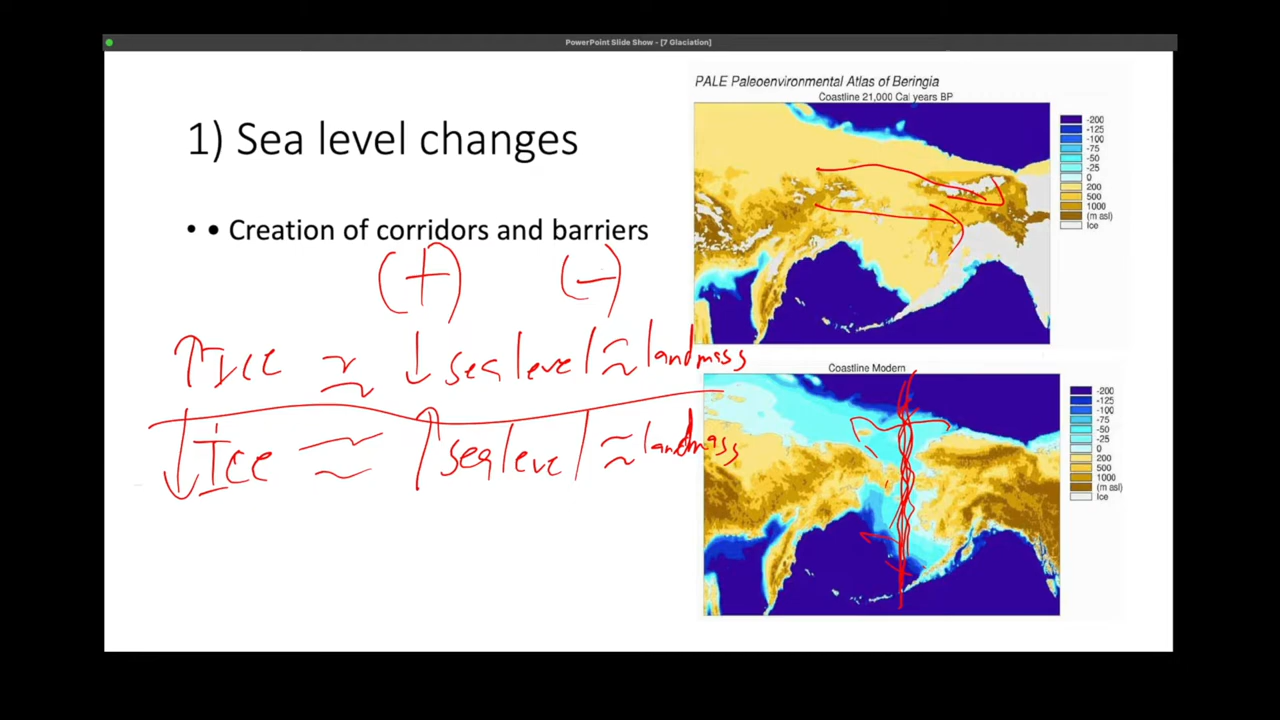 PowerPoint Slide Show - [7 Glaciation]
1) Sea level changes
• • Creation of corridors and barriers
(+) (-)
↑ICE ≈ ↓ sea level ≈ landmass
↓Ice ≈ ↑sea level ≈ landmass
PALE Paleoenvironmental Atlas of Beringia
Coastline 21,000 Cal years BP
-200
-125
-100
-75
-50
-25
0
200
500
1000
(m asl)
Ice
Coastline Modern
-200
-125
-100
-75
-50
-25
0
200
500
1000
(m asl)
Ice